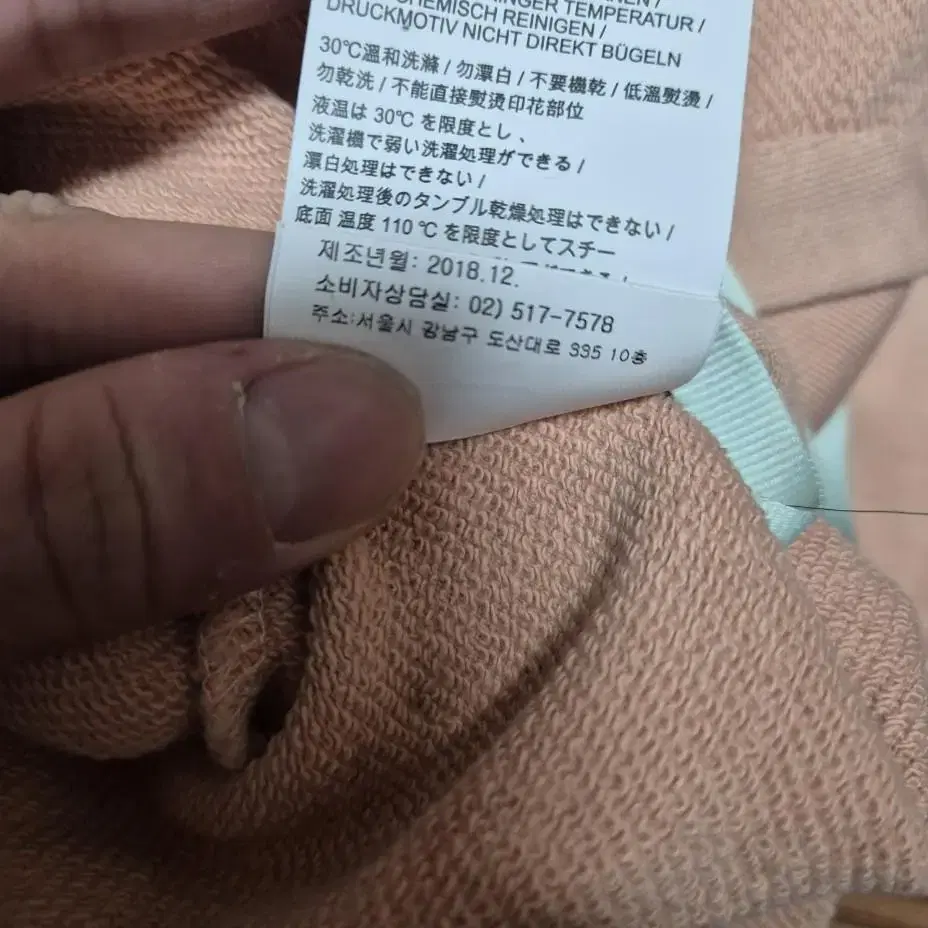 RINGER TEMPERATUR /
CHEMISCH REINIGEN /
DRUCKMOTIV NICHT DIREKT BÜGELN
30℃溫和洗滌 / 勿漂白 / 不要機乾 / 低溫熨燙 /
勿乾洗 / 不能直接熨燙印花部位
液温は 30℃ を限度とし、
洗濯機で弱い洗濯処理ができる /
漂白処理はできない /
洗濯処理後のタンブル乾燥処理はできない /
底面 温度 110 ℃ を限度としてスチー
제조년월: 2018.12.
소비자상담실: 02) 517-7578
주소:서울시 강남구 도산대로 335 10층